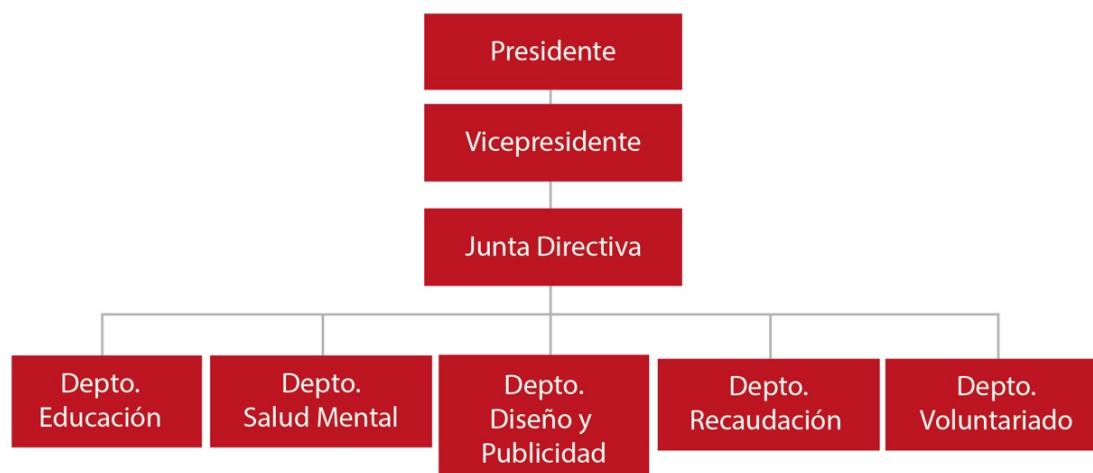 Presidente
Vicepresidente
Junta Directiva
Depto.
Educación
Depto.
Salud Mental
Depto.
Diseño y
Publicidad
Depto.
Recaudación
Depto.
Voluntariado